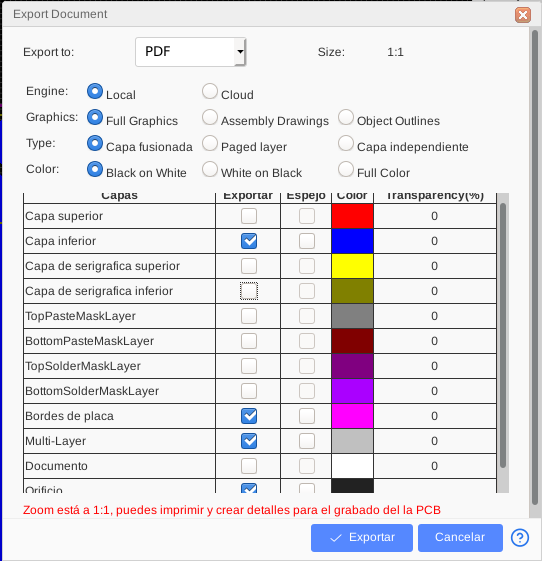 Export Document
Export to: PDF Size: 1:1
Engine: Local Cloud
Graphics: Full Graphics Assembly Drawings Object Outlines
Type: Capa fusionada Paged layer Capa independiente
Color: Black on White White on Black Full Color
Capas Exportar Espejo Color Transparency(%)
Capa superior 0
Capa inferior 0
Capa de serigrafica superior 0
Capa de serigrafica inferior 0
TopPasteMaskLayer 0
BottomPasteMaskLayer 0
TopSolderMaskLayer 0
BottomSolderMaskLayer 0
Bordes de placa 0
Multi-Layer 0
Documento 0
Orificio
Zoom está a 1:1, puedes imprimir y crear detalles para el grabado del la PCB
Exportar Cancelar ?